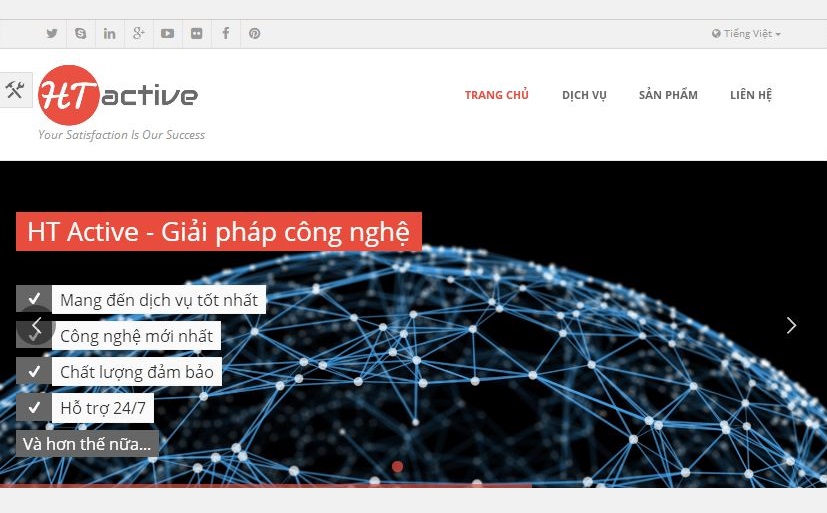 Tiếng Việt
HT active
Your Satisfaction Is Our Success
TRANG CHỦ DỊCH VỤ SẢN PHẨM LIÊN HỆ
HT Active - Giải pháp công nghệ
Mang đến dịch vụ tốt nhất
Công nghệ mới nhất
Chất lượng đảm bảo
Hỗ trợ 24/7
Và hơn thế nữa...